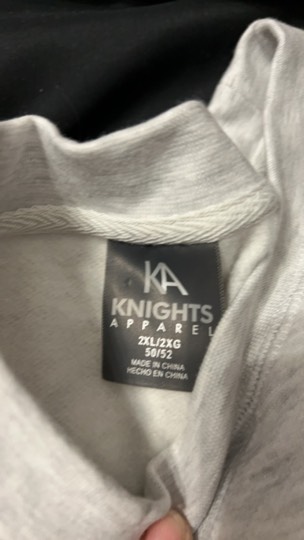 KA
KNIGHTS
APPAREL
2XL/2XG
50/52
MADE IN CHINA
HECHO EN CHINA